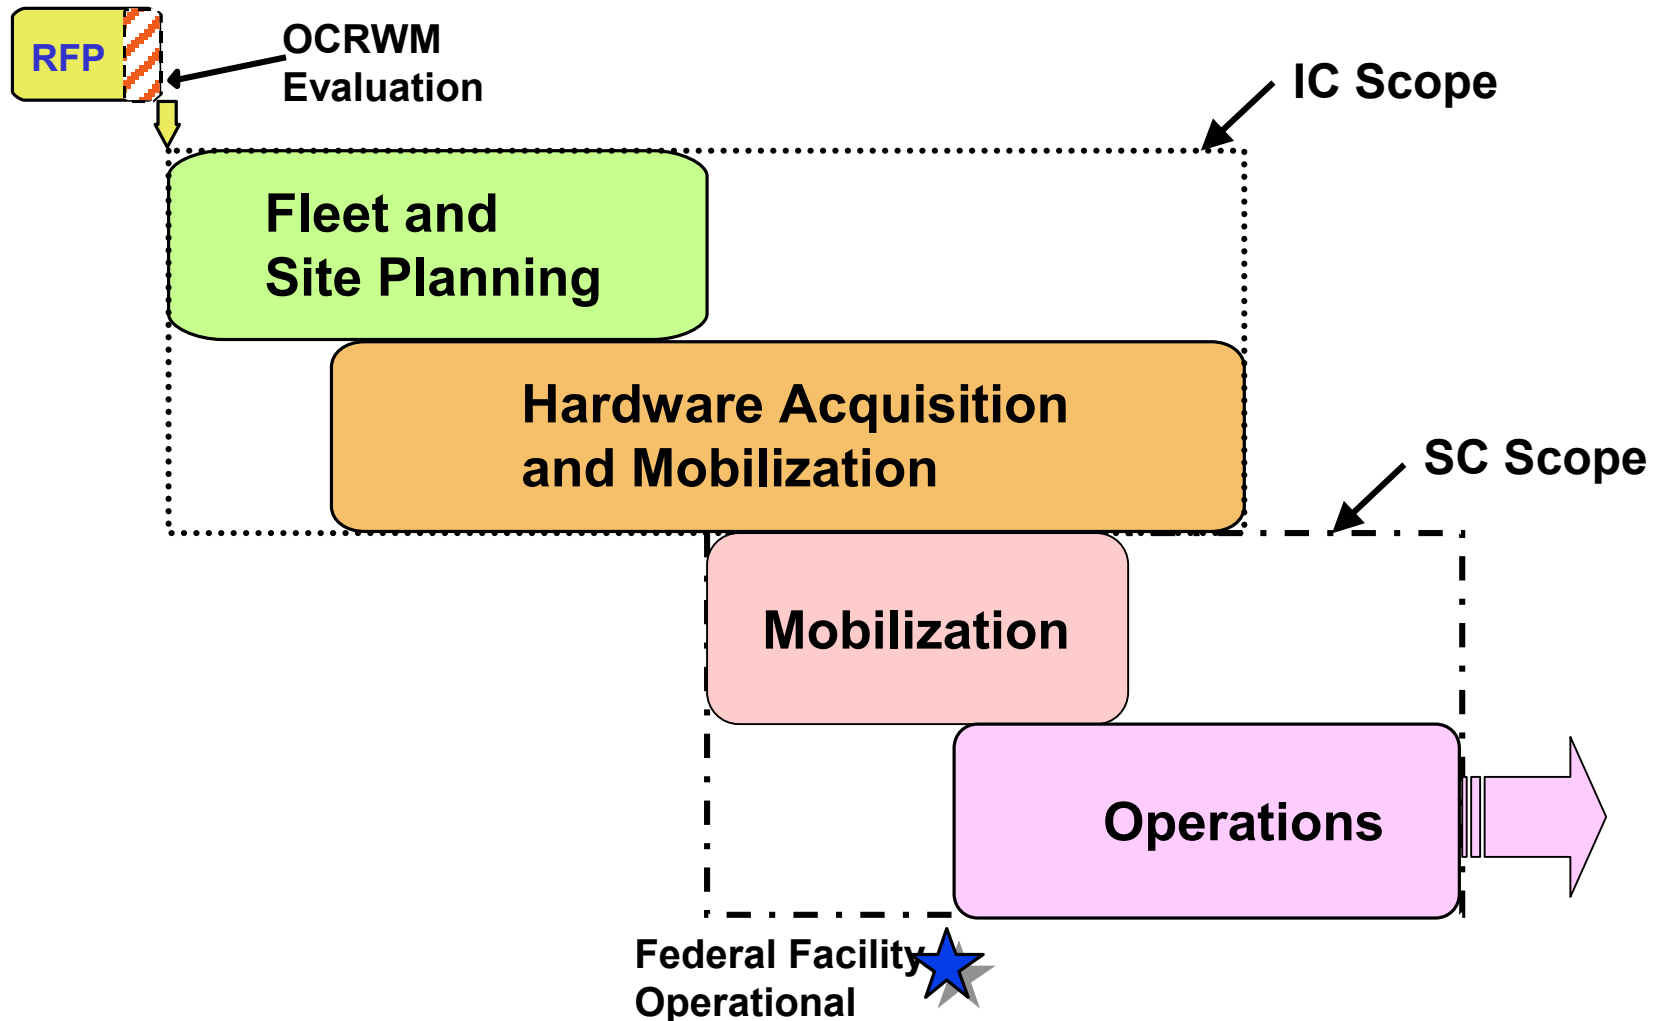 RFP
OCRWM
Evaluation
IC Scope
Fleet and
Site Planning
Hardware Acquisition
and Mobilization
SC Scope
Mobilization
Operations
Federal Facility
Operational